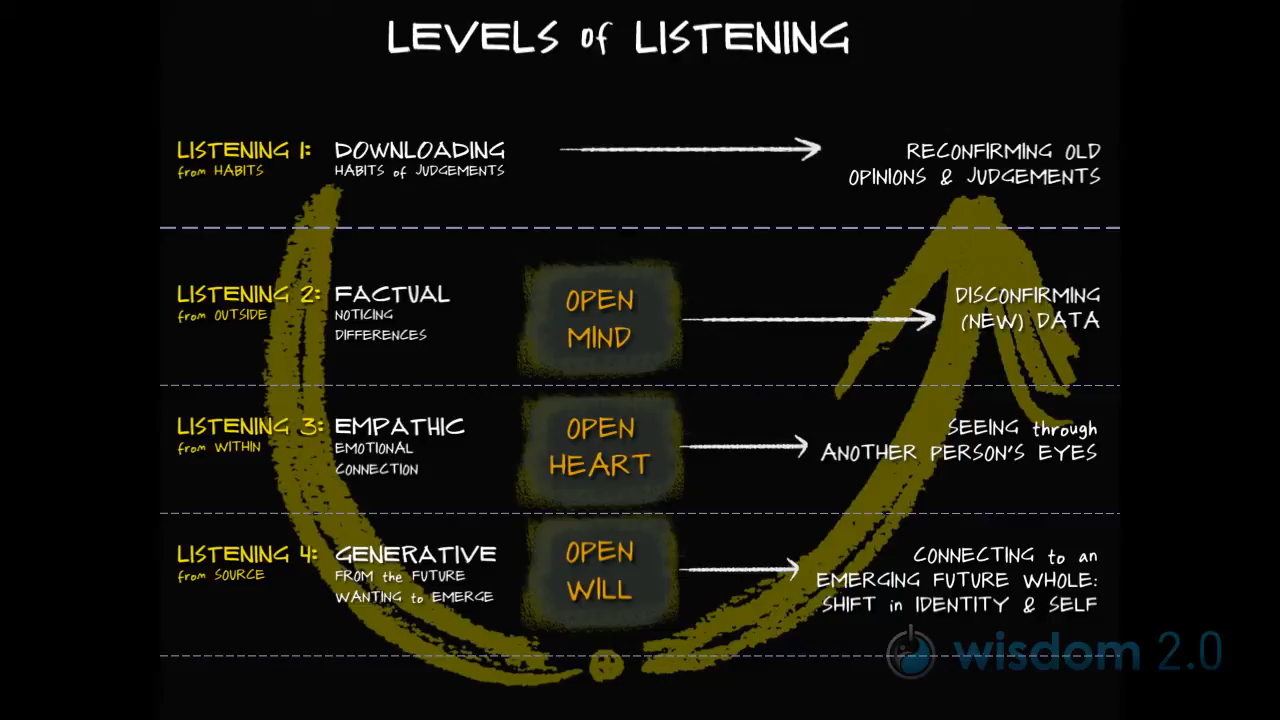 LEVELS of LISTENING
LISTENING 1: DOWNLOADING
from HABITS
HABITS of JUDGEMENTS
RECONFIRMING OLD
OPINIONS & JUDGEMENTS
LISTENING 2: FACTUAL
from OUTSIDE
NOTICING
DIFFERENCES
OPEN
MIND
DISCONFIRMING
(NEW) DATA
LISTENING 3: EMPATHIC
from WITHIN
EMOTIONAL
CONNECTION
OPEN
HEART
SEEING through
ANOTHER PERSON'S EYES
LISTENING 4: GENERATIVE
from SOURCE
FROM the FUTURE
WANTING to EMERGE
OPEN
WILL
CONNECTING to an
EMERGING FUTURE WHOLE:
SHIFT in IDENTITY & SELF
wisdom 2.0